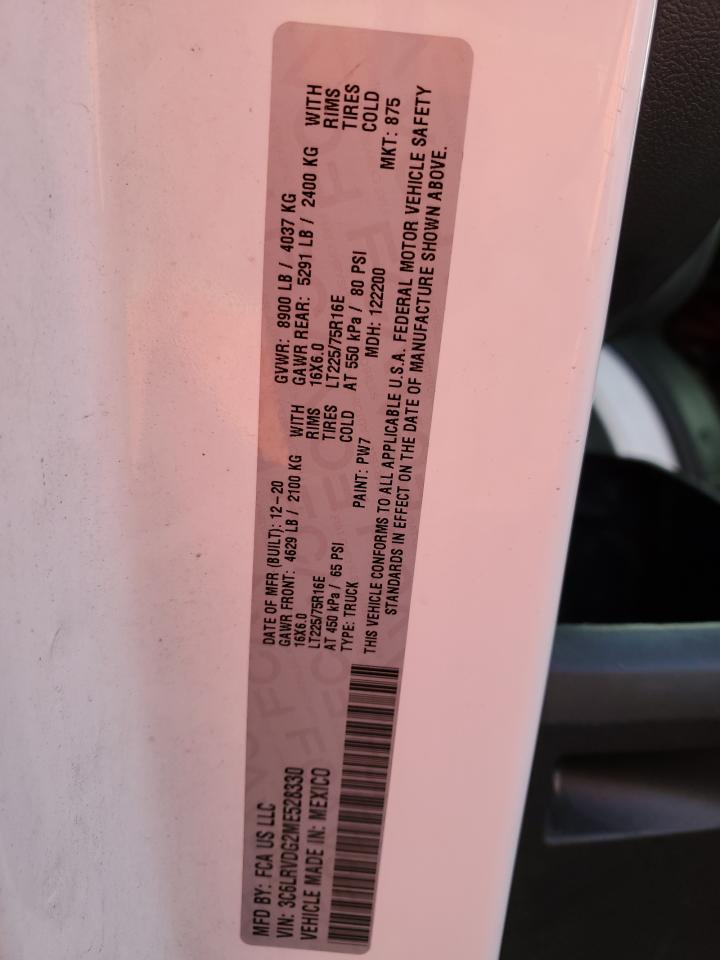 MFD BY: FCA US LLC
VIN: 3C6LRVDG2ME528330
VEHICLE MADE IN: MEXICO
DATE OF MFR (BUILT): 12-20
GAWR FRONT: 4629 LB / 2100 KG WITH
16X6.0 RIMS
LT225/75R16E TIRES
AT 450 kPa / 65 PSI COLD
TYPE: TRUCK PAINT: PW7
GVWR: 8900 LB / 4037 KG
GAWR REAR: 5291 LB / 2400 KG WITH
16X6.0 RIMS
LT225/75R16E TIRES
AT 550 kPa / 80 PSI COLD
MDH: 122200 MKT: 875
THIS VEHICLE CONFORMS TO ALL APPLICABLE U.S.A. FEDERAL MOTOR VEHICLE SAFETY
STANDARDS IN EFFECT ON THE DATE OF MANUFACTURE SHOWN ABOVE.